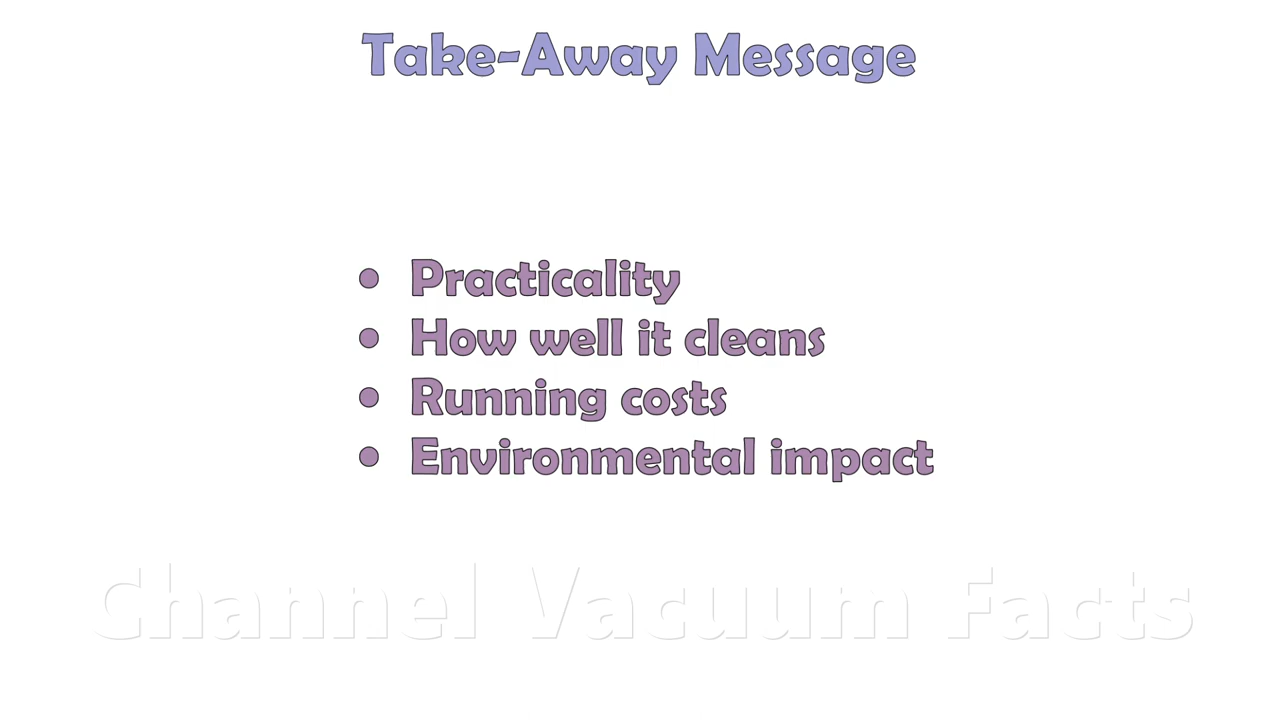 Take-Away Message
• Practicality
• How well it cleans
• Running costs
• Environmental impact
Channel Vacuum Facts